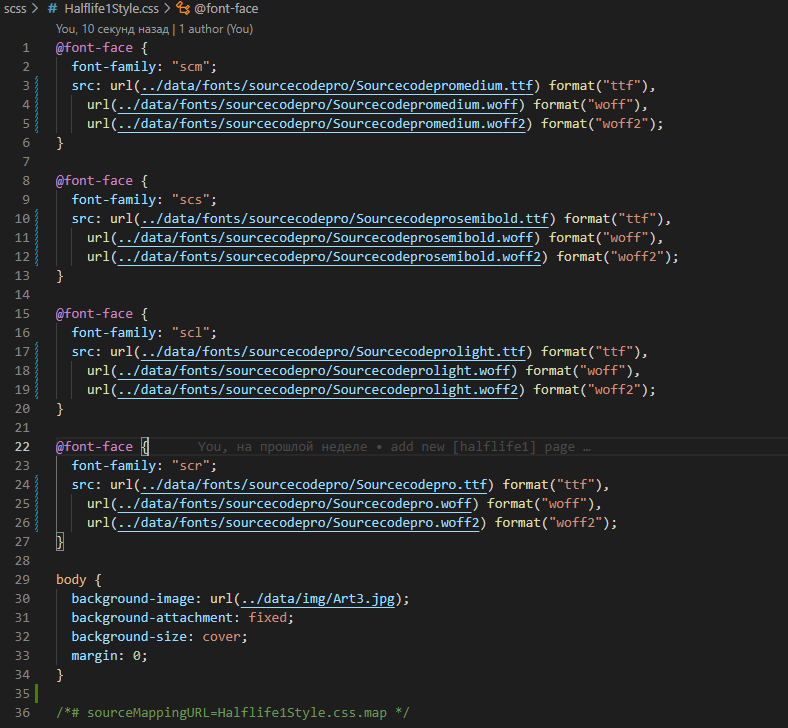 scss > # Halflife1Style.css > @font-face
You, 10 секунд назад | 1 author (You)
1 @font-face {
2 font-family: "scm";
3 src: url(../data/fonts/sourcecodepro/Sourcecodepromedium.ttf) format("ttf"),
4 url(../data/fonts/sourcecodepro/Sourcecodepromedium.woff) format("woff"),
5 url(../data/fonts/sourcecodepro/Sourcecodepromedium.woff2) format("woff2");
6 }
7
8 @font-face {
9 font-family: "scs";
10 src: url(../data/fonts/sourcecodepro/Sourcecodeprosemibold.ttf) format("ttf"),
11 url(../data/fonts/sourcecodepro/Sourcecodeprosemibold.woff) format("woff"),
12 url(../data/fonts/sourcecodepro/Sourcecodeprosemibold.woff2) format("woff2");
13 }
14
15 @font-face {
16 font-family: "scl";
17 src: url(../data/fonts/sourcecodepro/Sourcecodeprolight.ttf) format("ttf"),
18 url(../data/fonts/sourcecodepro/Sourcecodeprolight.woff) format("woff"),
19 url(../data/fonts/sourcecodepro/Sourcecodeprolight.woff2) format("woff2");
20 }
21
22 @font-face { You, на прошлой неделе • add new [halflife1] page …
23 font-family: "scr";
24 src: url(../data/fonts/sourcecodepro/Sourcecodepro.ttf) format("ttf"),
25 url(../data/fonts/sourcecodepro/Sourcecodepro.woff) format("woff"),
26 url(../data/fonts/sourcecodepro/Sourcecodepro.woff2) format("woff2");
27 }
28
29 body {
30 background-image: url(../data/img/Art3.jpg);
31 background-attachment: fixed;
32 background-size: cover;
33 margin: 0;
34 }
35
36 /*# sourceMappingURL=Halflife1Style.css.map */